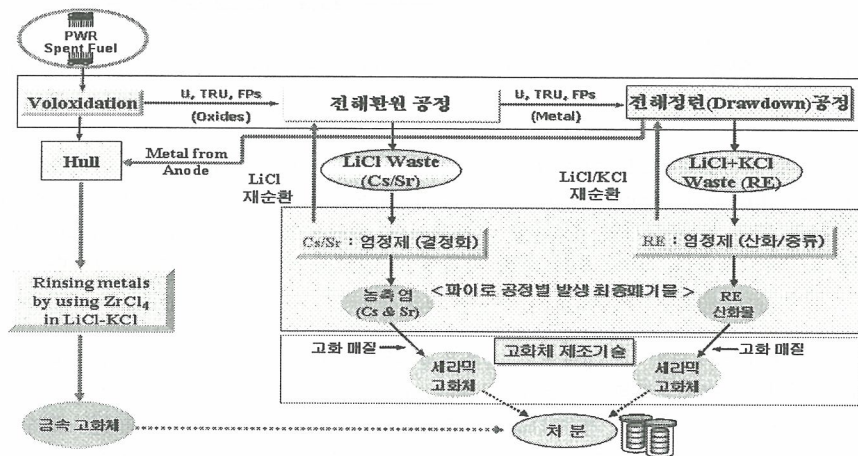 PWR
Spent Fuel
Voloxidation
U, TRU, FPs
(Oxides)
전해환원 공정
U, TRU, FPs
(Metal)
전해정련(Drawdown)공정
Hull
Metal from
Anode
LiCl
재순환
LiCl Waste
(Cs/Sr)
LiCl/KCl
재순환
LiCl+KCl
Waste (RE)
Cs/Sr : 염정제 (결정화)
RE : 염정제 (산화/증류)
Rinsing metals
by using ZrCl4
in LiCl-KCl
농축염
(Cs & Sr)
<파이로 공정별 발생 최종폐기물 >
RE
산화물
고화 매질
고화체 제조기술
고화 매질
세라믹
고화체
세라믹
고화체
금속 고화체
처 분